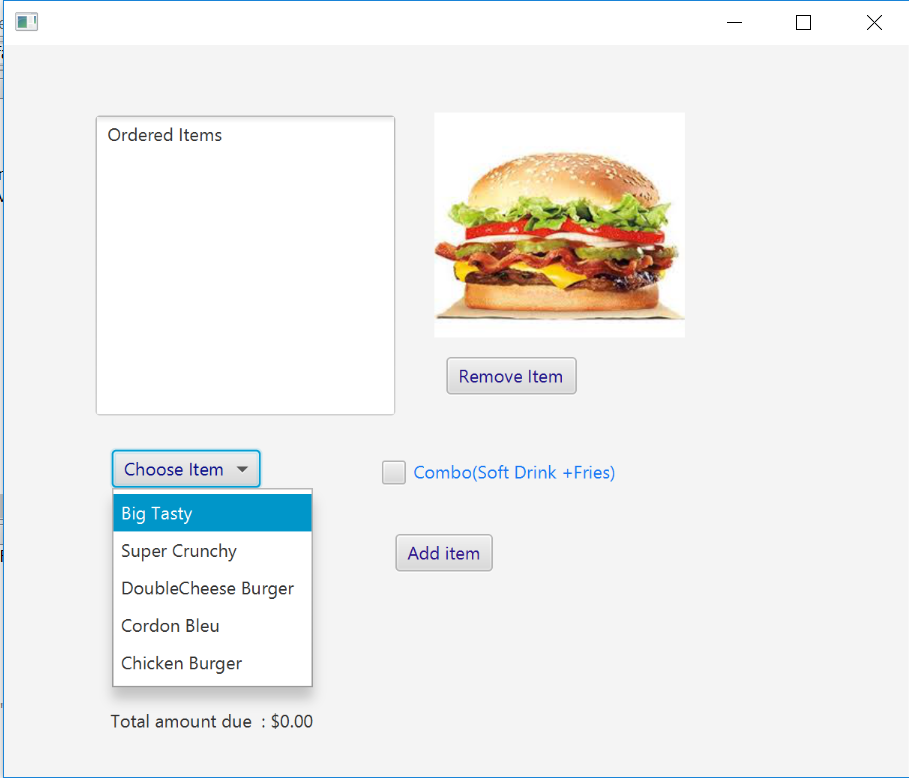 Ordered Items
Remove Item
Choose Item
Combo(Soft Drink +Fries)
Big Tasty
Super Crunchy
DoubleCheese Burger
Cordon Bleu
Chicken Burger
Add item
Total amount due  : $0.00